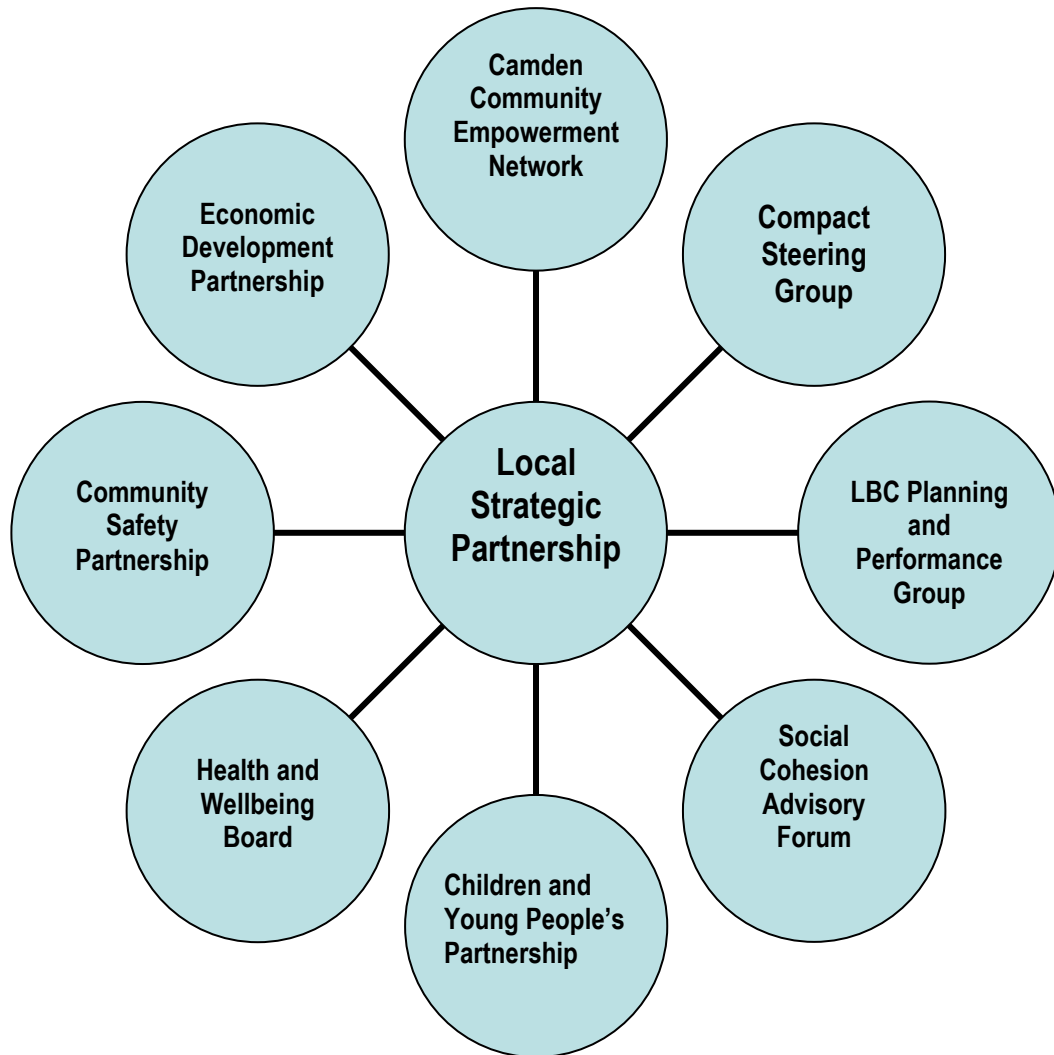 Camden
Community
Empowerment
Network
Economic
Development
Partnership
Compact
Steering
Group
Local
Strategic
Partnership
Community
Safety
Partnership
LBC Planning
and
Performance
Group
Health and
Wellbeing
Board
Social
Cohesion
Advisory
Forum
Children and
Young People’s
Partnership